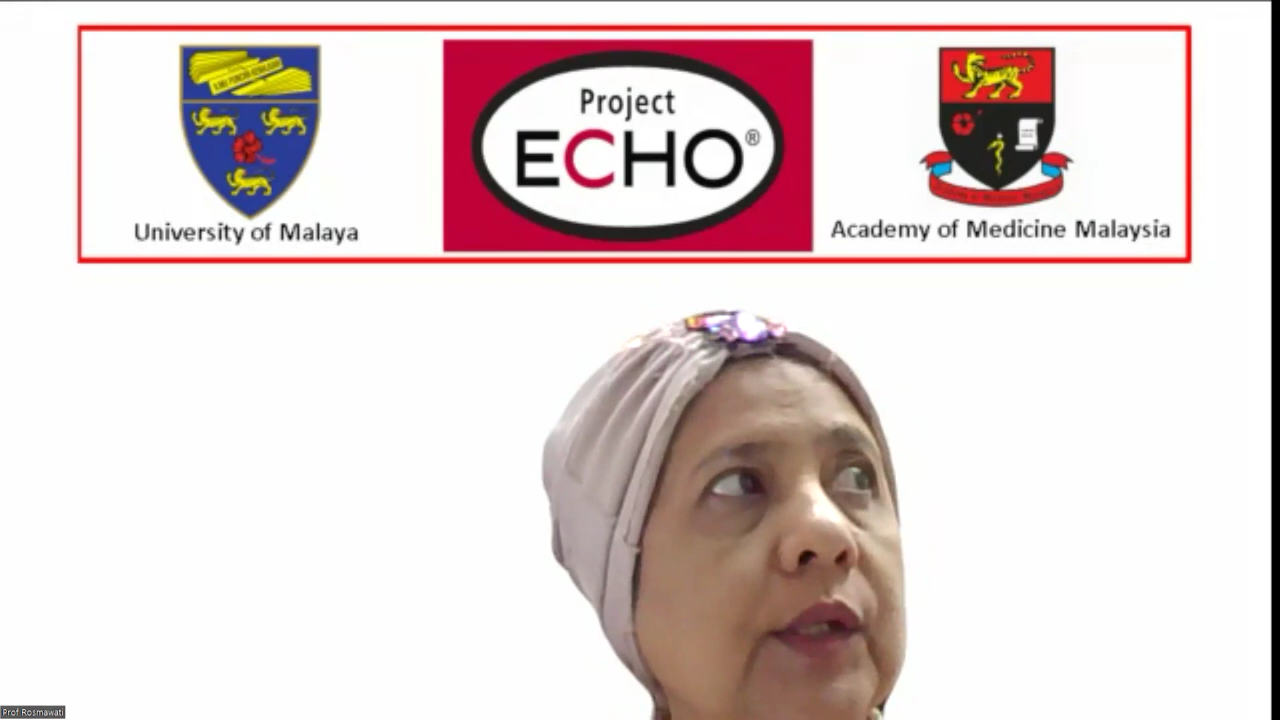 Project
ECHO®
University of Malaya
Academy of Medicine Malaysia
Prof Rosmawati